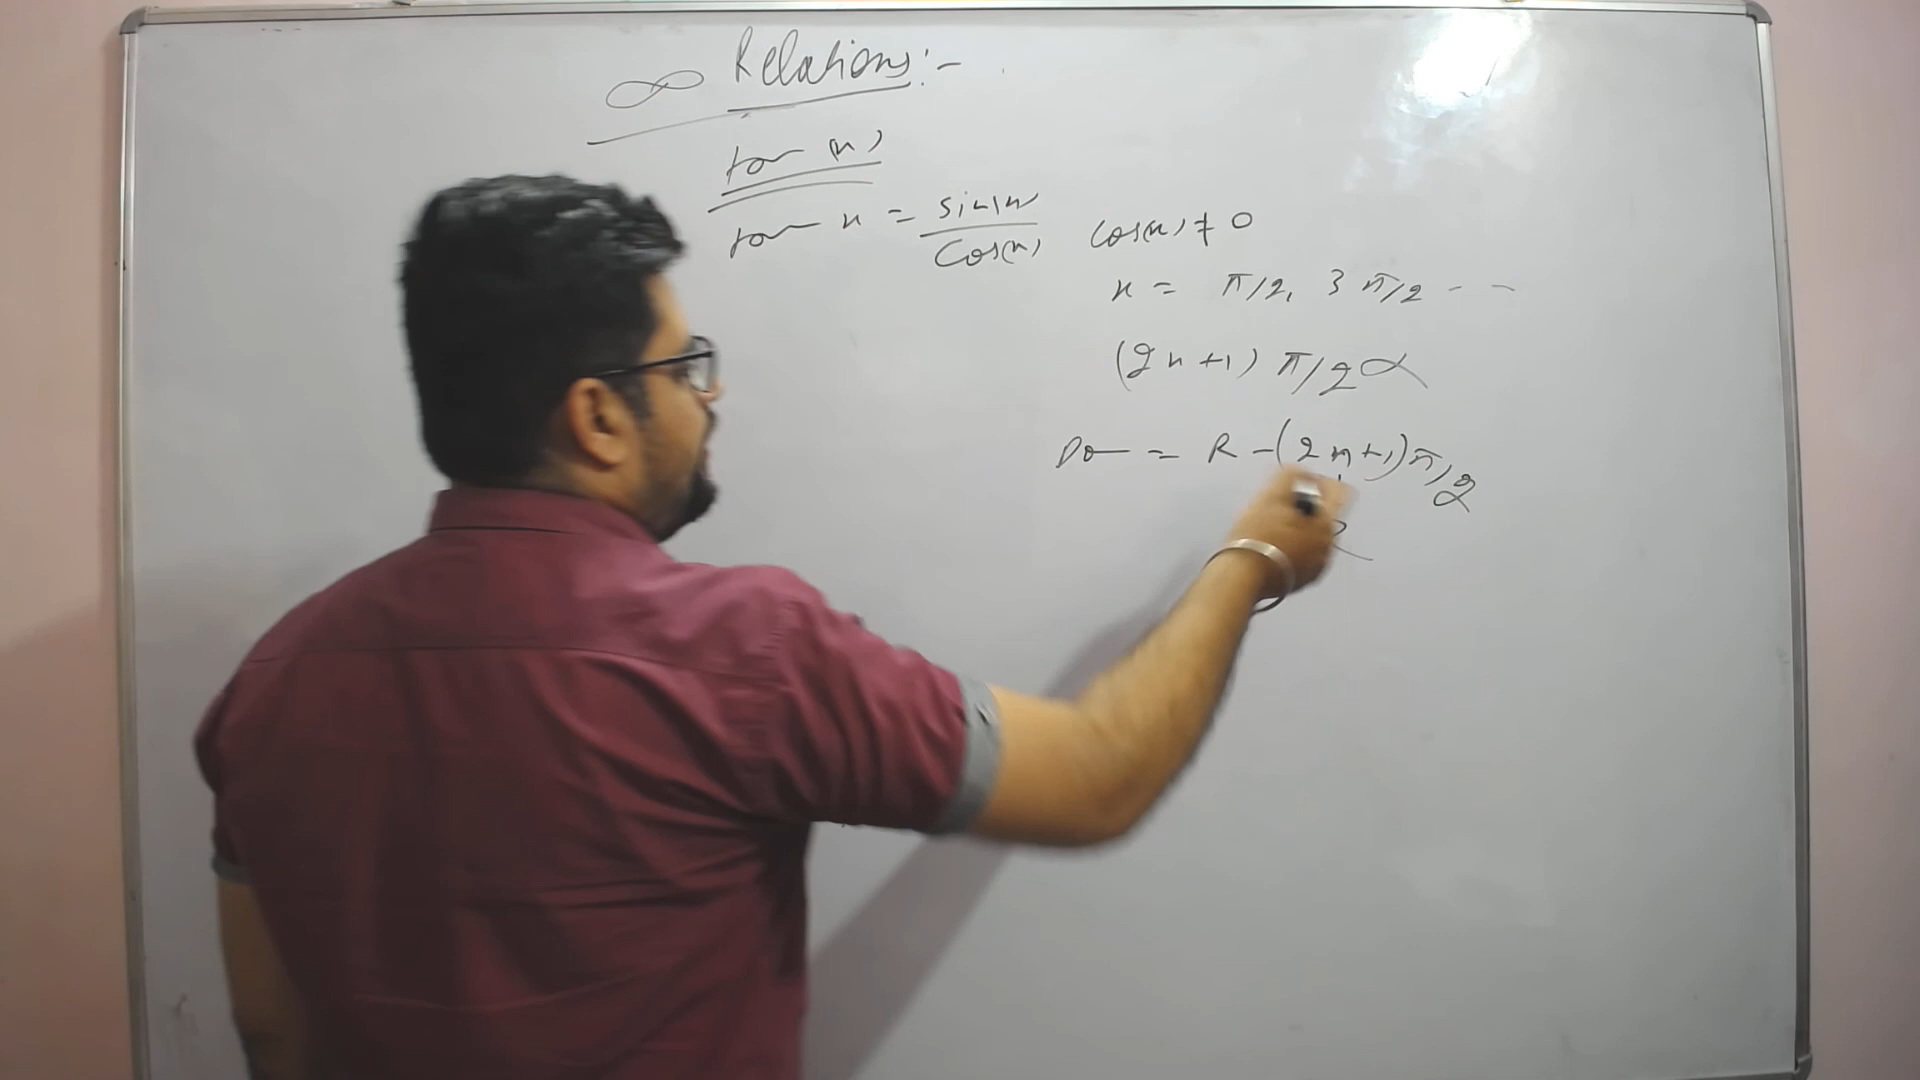 ∞ Relations:-
tan (x)
tan x = sin(x) / cos(x) cos(x) ≠ 0
x = π/2, 3π/2 - -
(2n+1) π/2
Do = R - (2n+1)π/2